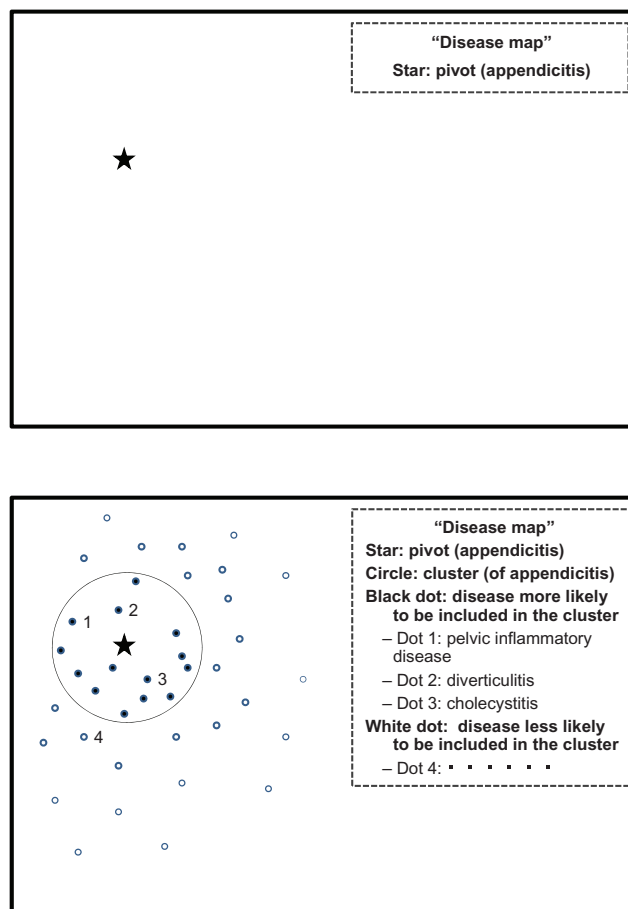 “Disease map”
Star: pivot (appendicitis)
“Disease map”
Star: pivot (appendicitis)
Circle: cluster (of appendicitis)
Black dot: disease more likely
to be included in the cluster
– Dot 1: pelvic inflammatory
disease
– Dot 2: diverticulitis
– Dot 3: cholecystitis
White dot: disease less likely
to be included in the cluster
– Dot 4: · · · · · ·
1
2
3
4